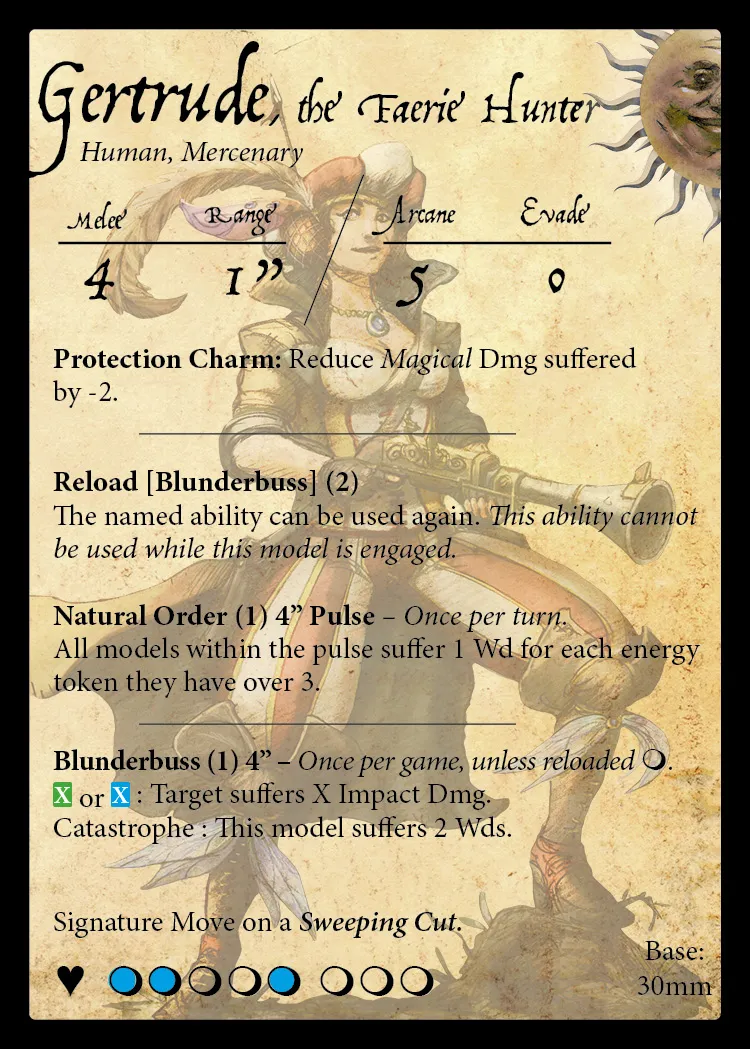 Gertrude, the Faerie Hunter
Human, Mercenary
Melee Range Arcane Evade
4 1” 5 0
Protection Charm: Reduce Magical Dmg suffered
by -2.
Reload [Blunderbuss] (2)
The named ability can be used again. This ability cannot
be used while this model is engaged.
Natural Order (1) 4” Pulse – Once per turn.
All models within the pulse suffer 1 Wd for each energy
token they have over 3.
Blunderbuss (1) 4” – Once per game, unless reloaded.
X or X : Target suffers X Impact Dmg.
Catastrophe : This model suffers 2 Wds.
Signature Move on a Sweeping Cut.
Base:
30mm